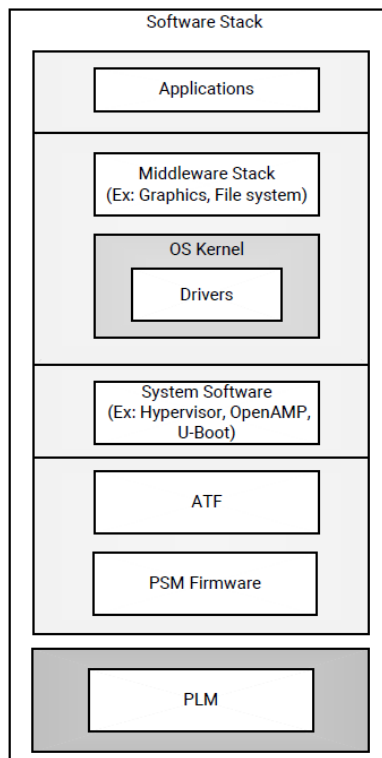 Software Stack
Applications
Middleware Stack
(Ex: Graphics, File system)
OS Kernel
Drivers
System Software
(Ex: Hypervisor, OpenAMP,
U-Boot)
ATF
PSM Firmware
PLM